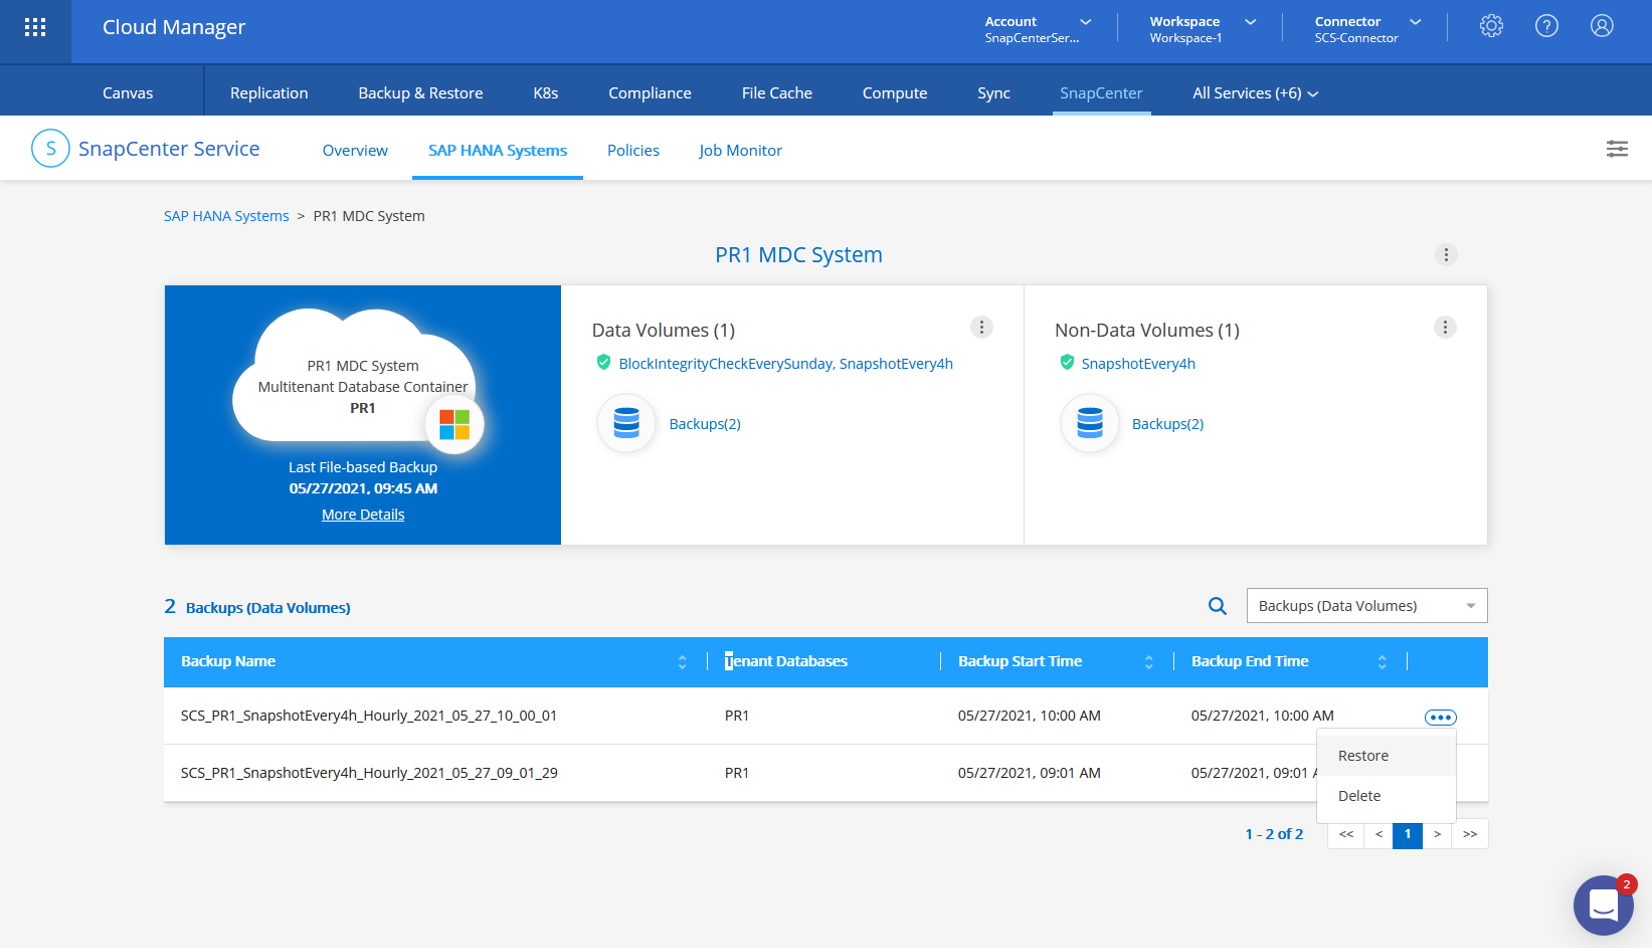 Cloud Manager
Account
SnapCenterSer...
Workspace
Workspace-1
Connector
SCS-Connector
?
Canvas
Replication
Backup & Restore
K8s
Compliance
File Cache
Compute
Sync
SnapCenter
All Services (+6)
S
SnapCenter Service
Overview
SAP HANA Systems
Policies
Job Monitor
SAP HANA Systems > PR1 MDC System
PR1 MDC System
PR1 MDC System
Multitenant Database Container
PR1
Last File-based Backup
05/27/2021, 09:45 AM
More Details
Data Volumes (1)
BlockIntegrityCheckEverySunday, SnapshotEvery4h
Backups(2)
Non-Data Volumes (1)
SnapshotEvery4h
Backups(2)
2 Backups (Data Volumes)
Backups (Data Volumes)
Backup Name
Tenant Databases
Backup Start Time
Backup End Time
SCS_PR1_SnapshotEvery4h_Hourly_2021_05_27_10_00_01
PR1
05/27/2021, 10:00 AM
05/27/2021, 10:00 AM
SCS_PR1_SnapshotEvery4h_Hourly_2021_05_27_09_01_29
PR1
05/27/2021, 09:01 AM
05/27/2021, 09:01 A
Restore
Delete
1 - 2 of 2
<< < 1 > >>
2